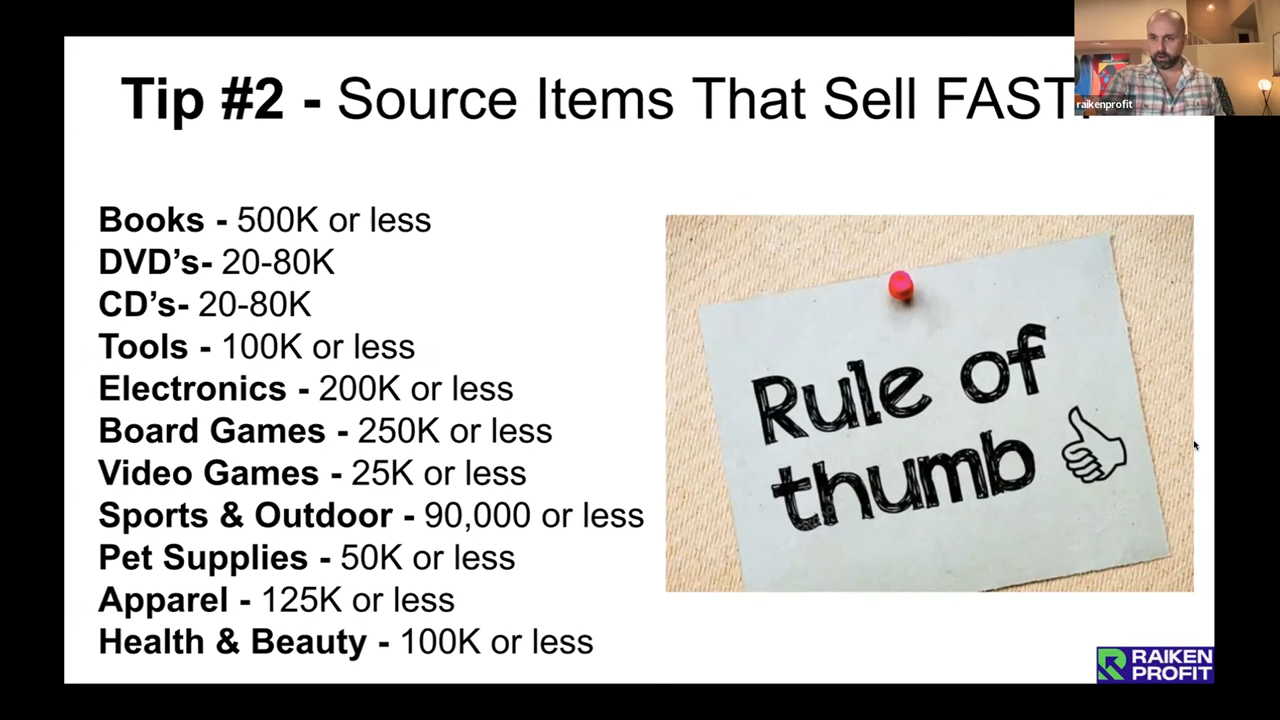 Tip #2 - Source Items That Sell FAST
raikenprofit
Books - 500K or less
DVD’s- 20-80K
CD’s- 20-80K
Tools - 100K or less
Electronics - 200K or less
Board Games - 250K or less
Video Games - 25K or less
Sports & Outdoor - 90,000 or less
Pet Supplies - 50K or less
Apparel - 125K or less
Health & Beauty - 100K or less
Rule of
thumb
RAIKEN
PROFIT